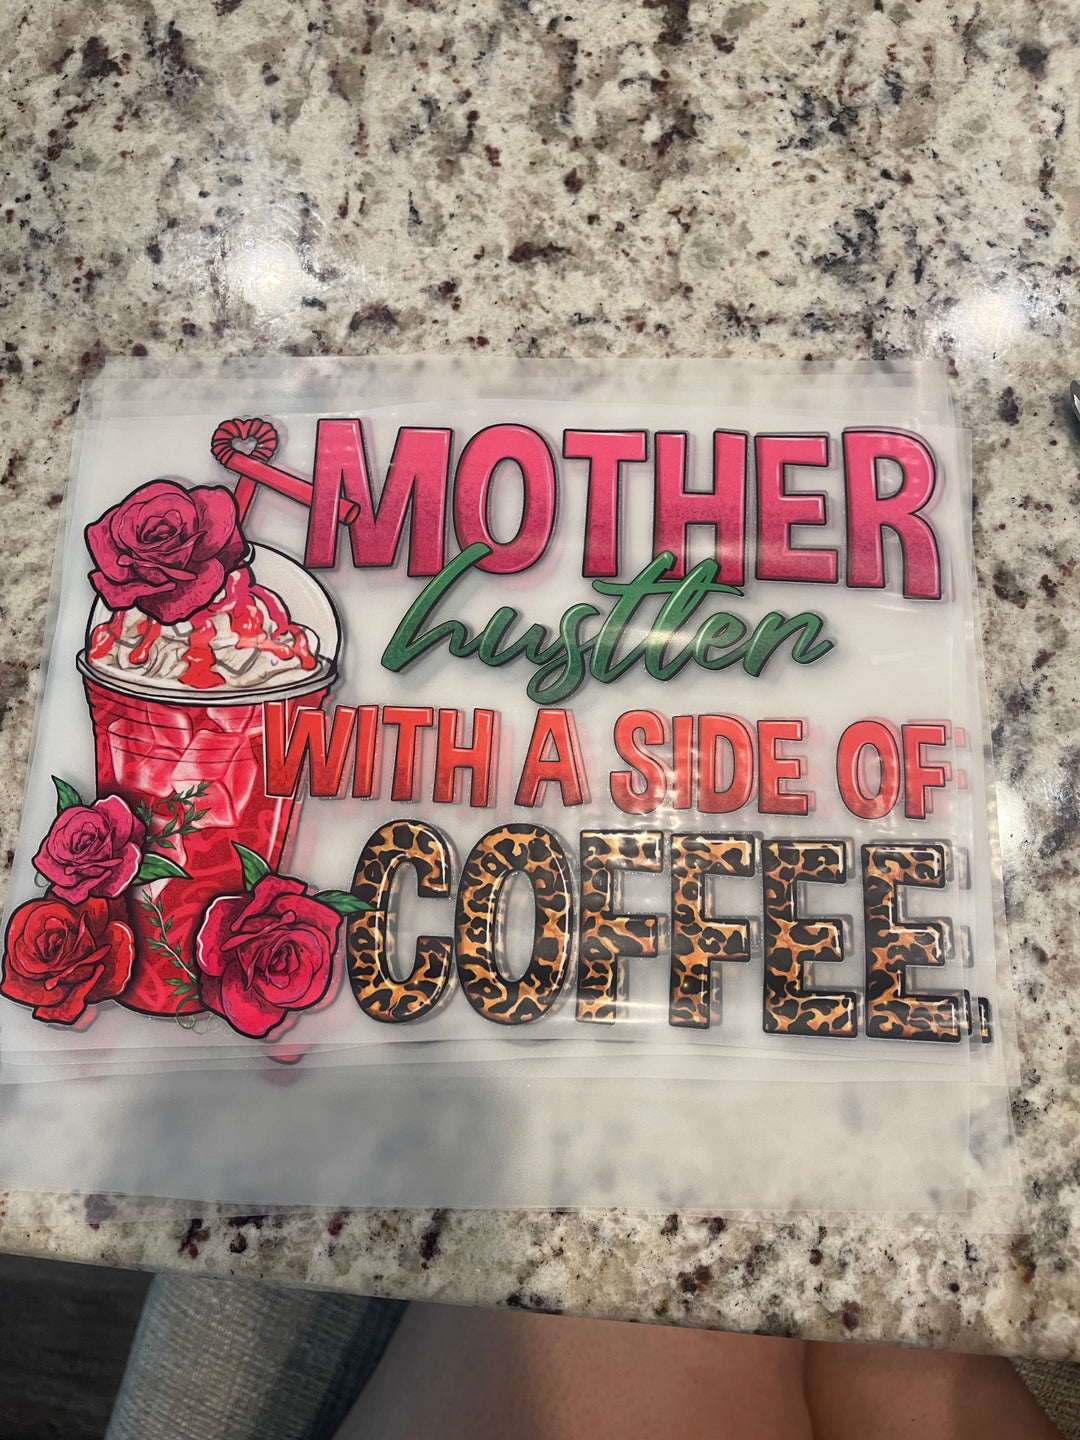 MOTHER
hustler
WITH A SIDE OF
COFFEE